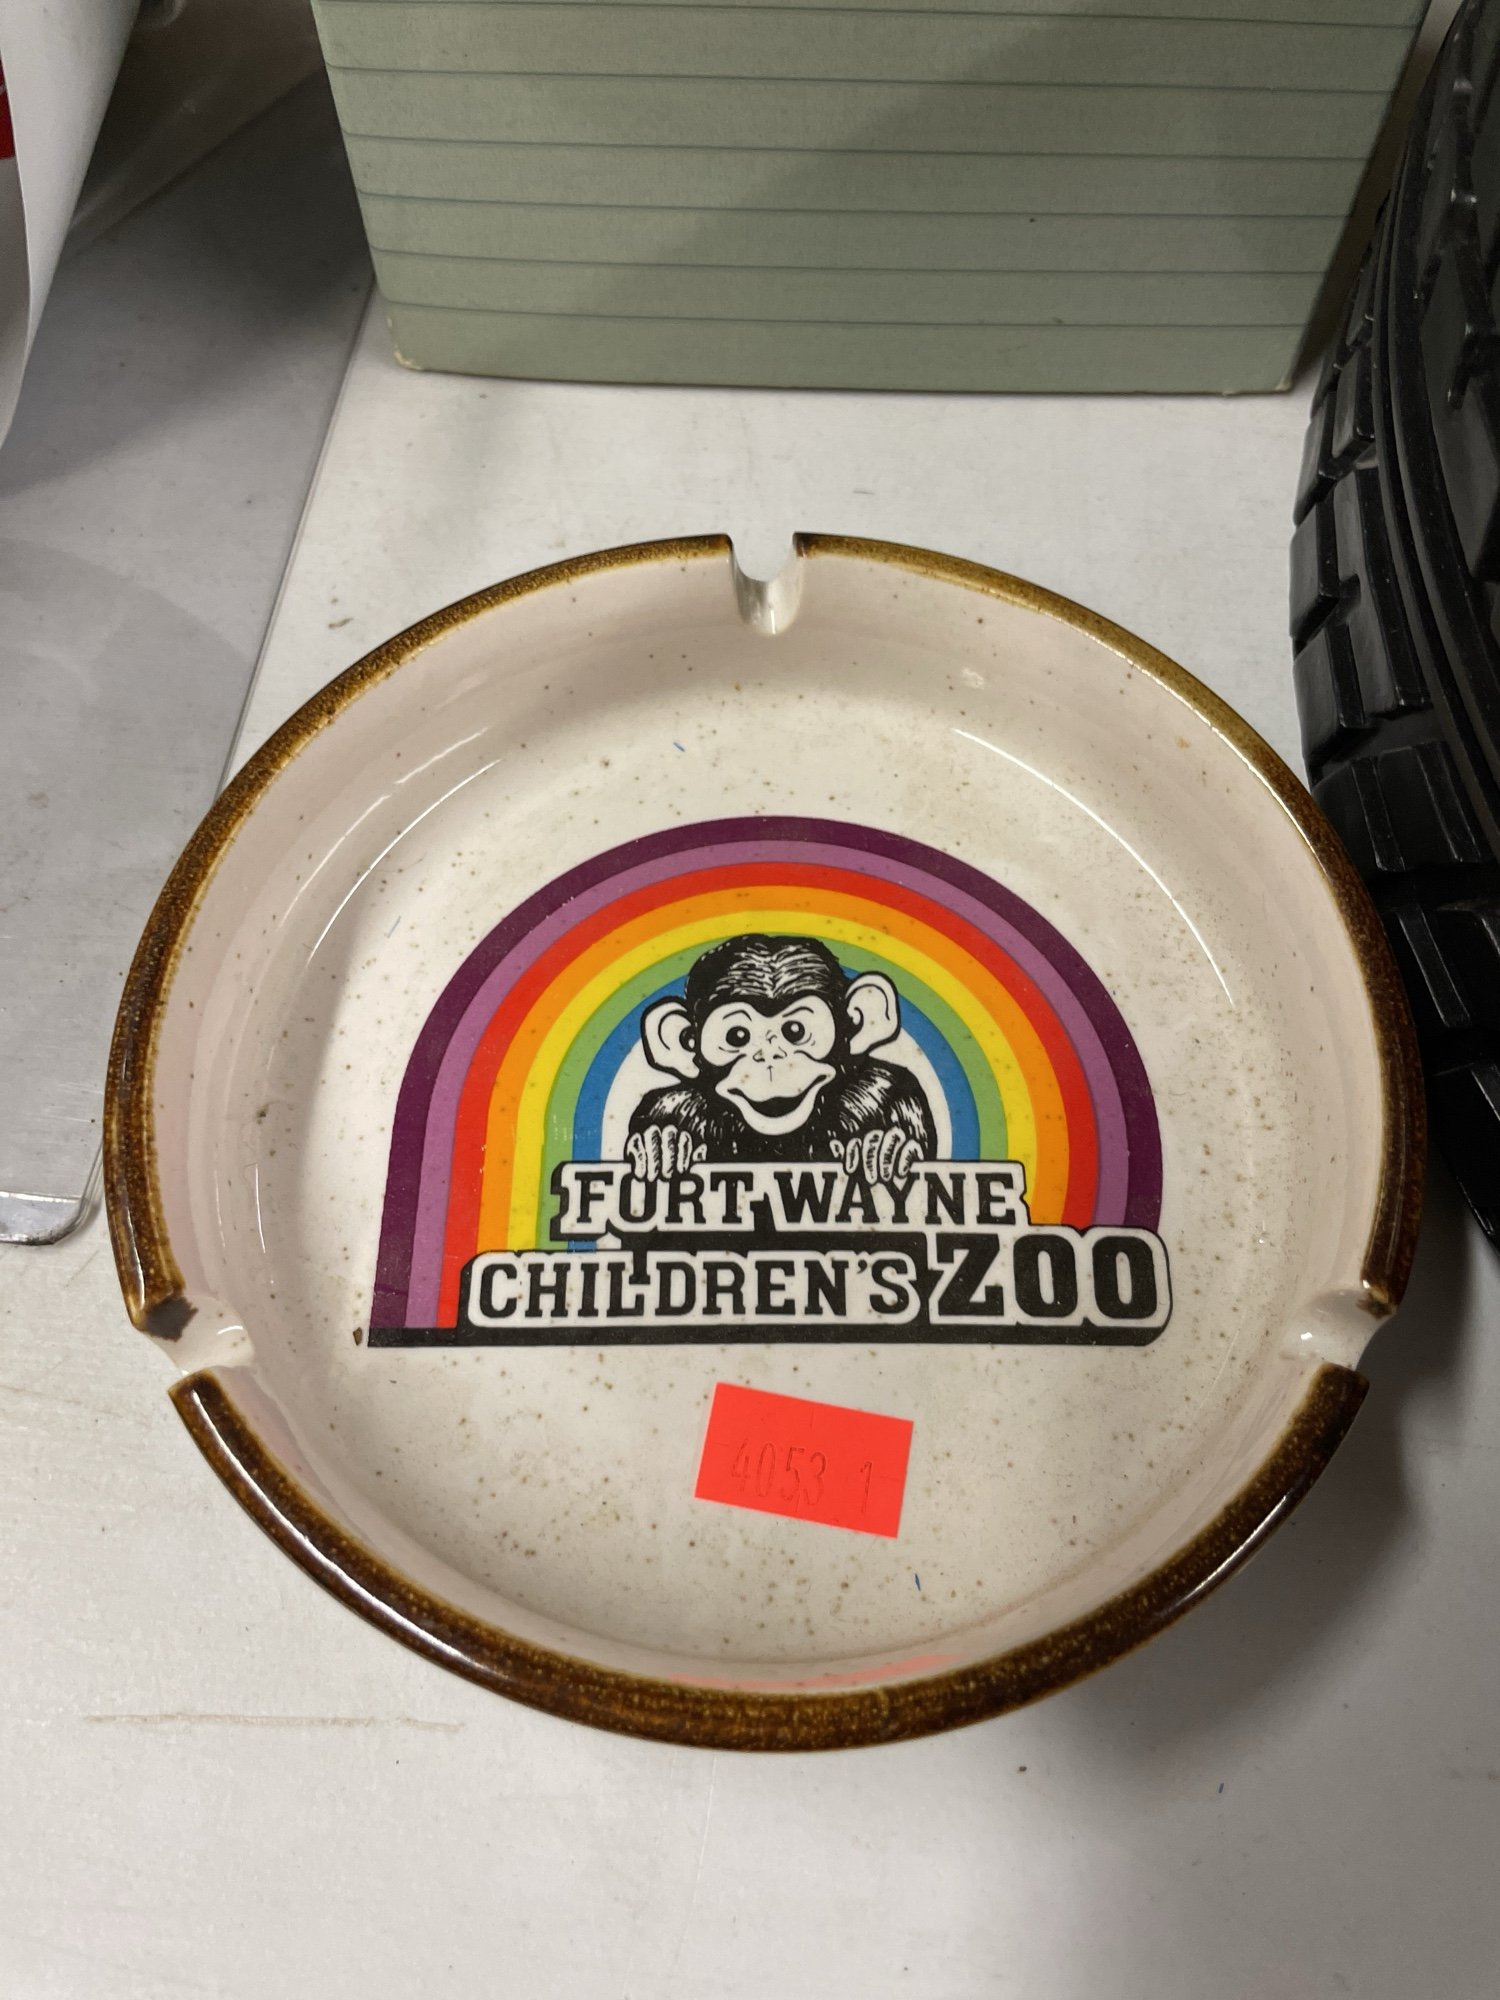 FORT WAYNE
CHILDREN'S ZOO
4053 1